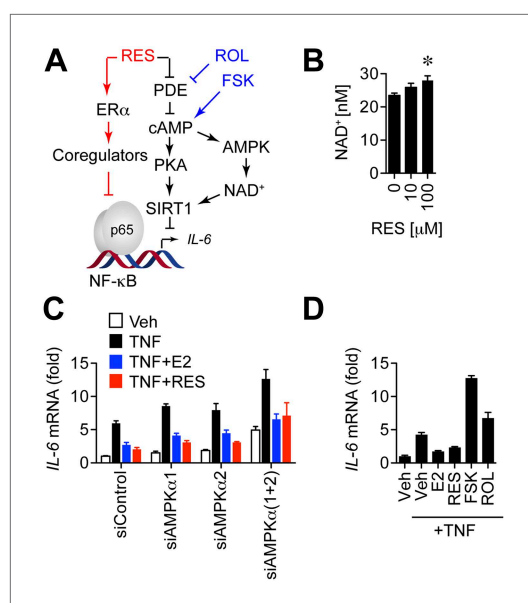 A
RES
ROL
PDE
FSK
ERα
cAMP
Coregulators
PKA
AMPK
NAD⁺
SIRT1
p65
IL-6
NF-κB
B
*
NAD⁺ [nM]
30
20
10
0
0
10
100
RES [µM]
C
Veh
TNF
TNF+E2
TNF+RES
IL-6 mRNA (fold)
15
10
5
0
siControl
siAMPKα1
siAMPKα2
siAMPKα(1+2)
D
IL-6 mRNA (fold)
15
10
5
0
Veh
Veh
E2
RES
FSK
ROL
+TNF